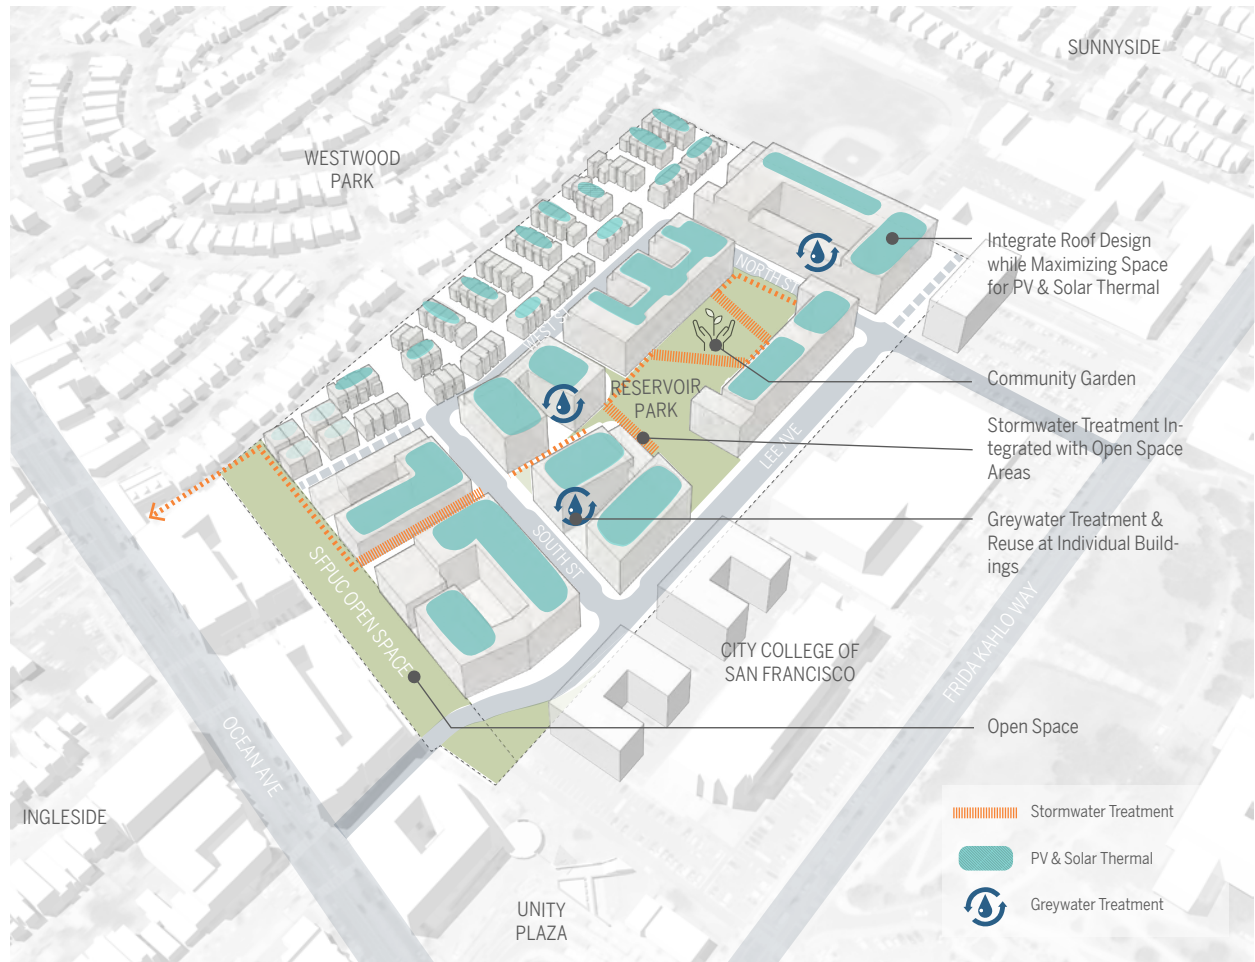 SUNNYSIDE
WESTWOOD
PARK
Integrate Roof Design
while Maximizing Space
for PV & Solar Thermal
NORTH ST
WEST ST
RESERVOIR
PARK
Community Garden
Stormwater Treatment In-
tegrated with Open Space
Areas
LEE AVE
Greywater Treatment &
Reuse at Individual Build-
ings
SOUTH ST
SFPUC OPEN SPACE
CITY COLLEGE OF
SAN FRANCISCO
FRIDA KAHLO WAY
Open Space
OCEAN AVE
INGLESIDE
UNITY
PLAZA
Stormwater Treatment
PV & Solar Thermal
Greywater Treatment